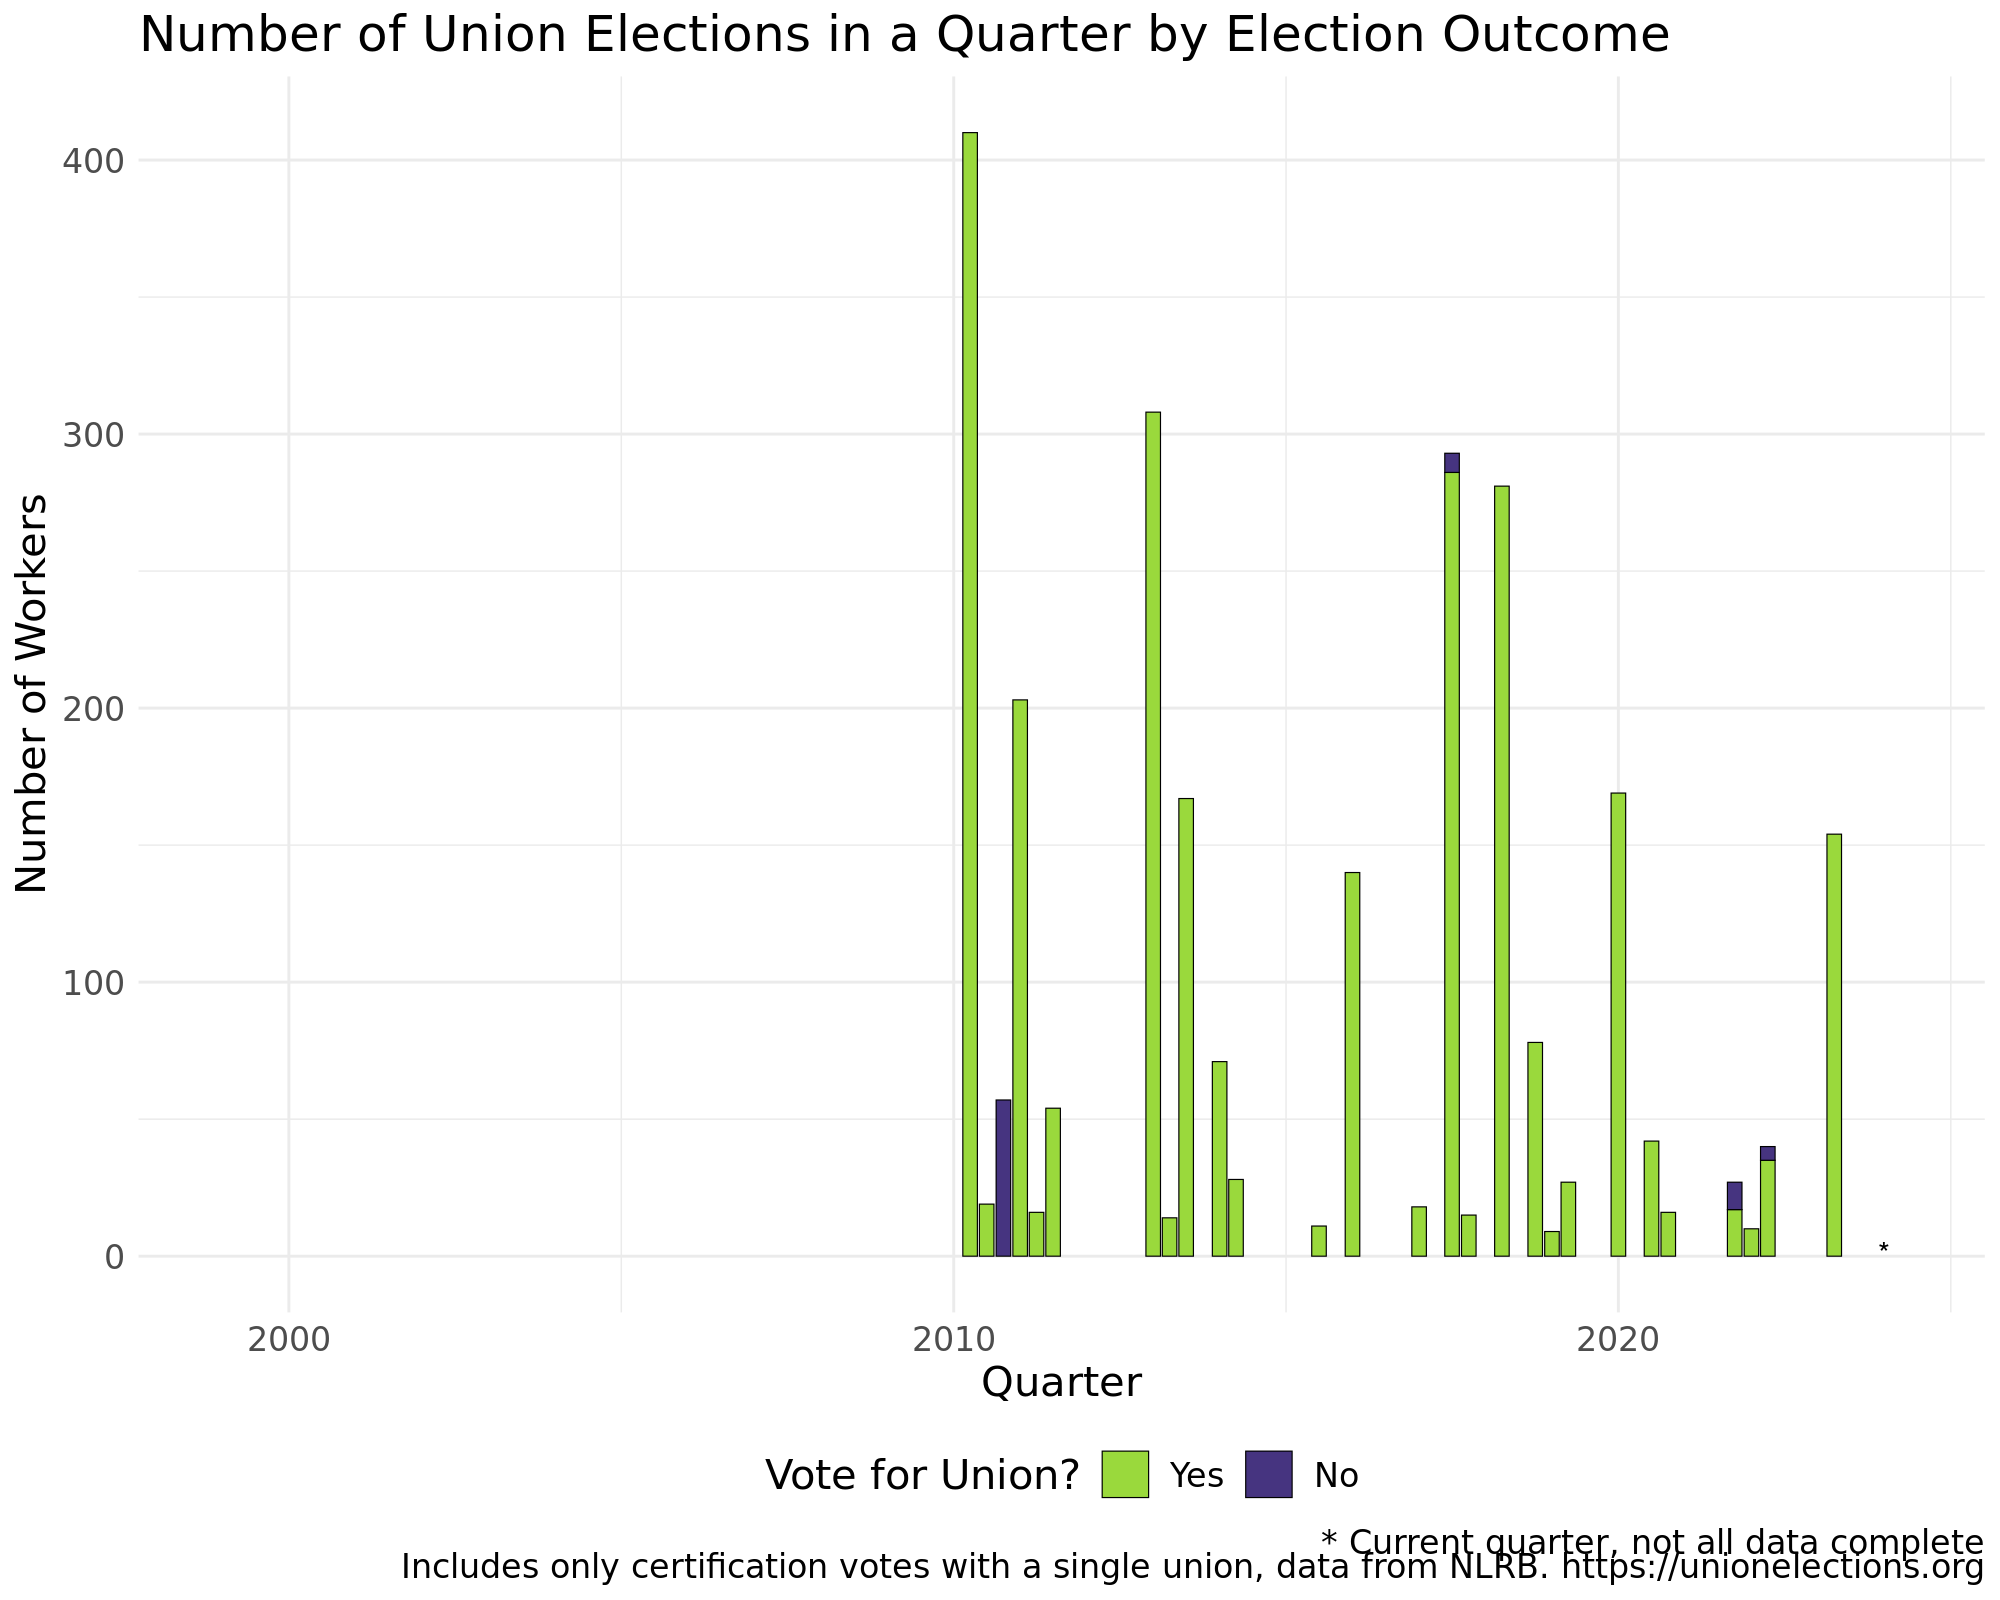 Number of Union Elections in a Quarter by Election Outcome
400
300
200
100
0
Number of Workers
*
2000 2010 2020
Quarter
Vote for Union? Yes No
* Current quarter, not all data complete
Includes only certification votes with a single union, data from NLRB. https://unionelections.org